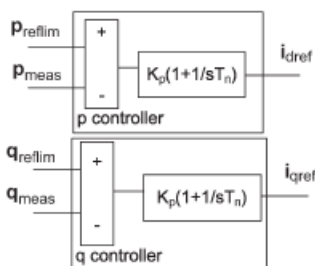 p_reflim
+
p_meas
K_p(1+1/sT_n)
i_dref
-
p controller
q_reflim
+
q_meas
K_p(1+1/sT_n)
i_qref
-
q controller